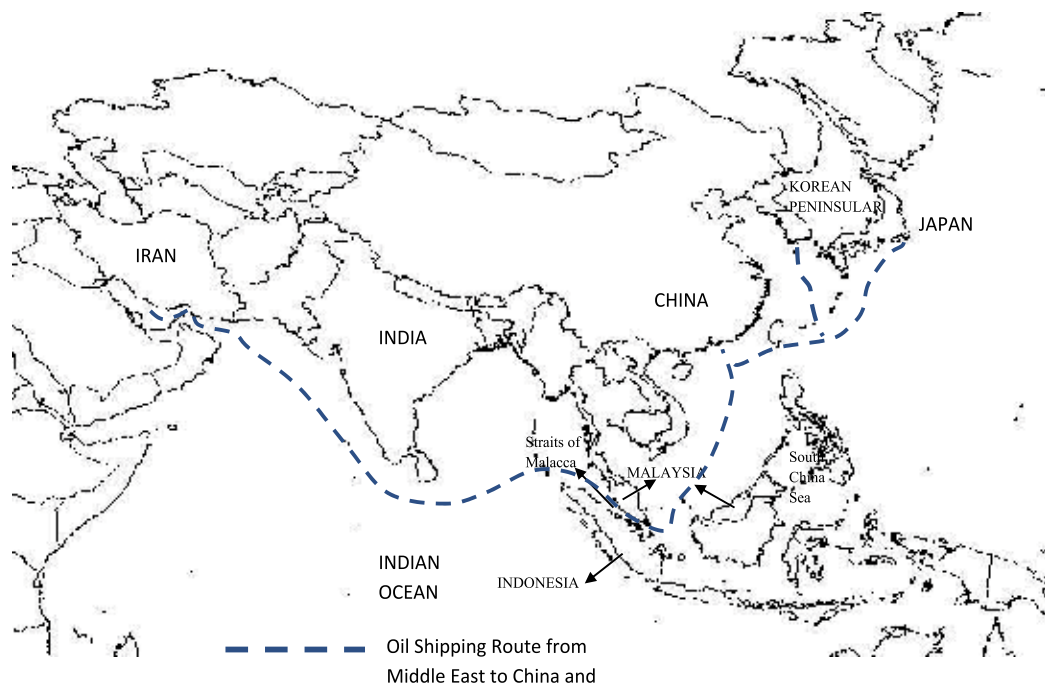 KOREAN
PENINSULAR
JAPAN
IRAN
CHINA
INDIA
Straits of
Malacca
MALAYSIA
South
China
Sea
INDIAN
OCEAN
INDONESIA
Oil Shipping Route from
Middle East to China and